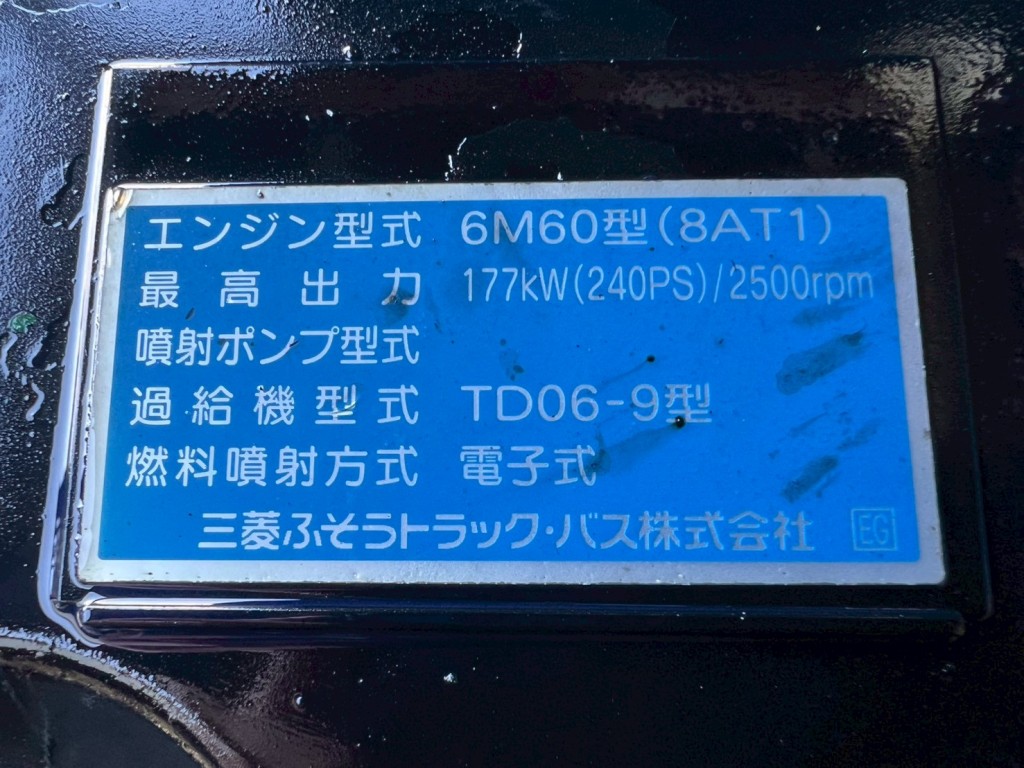 エンジン型式 6M60型(8AT1)
最高出力 177kW(240PS)/2500rpm
噴射ポンプ型式
過給機型式 TD06-9型
燃料噴射方式 電子式
三菱ふそうトラック・バス株式会社 EG